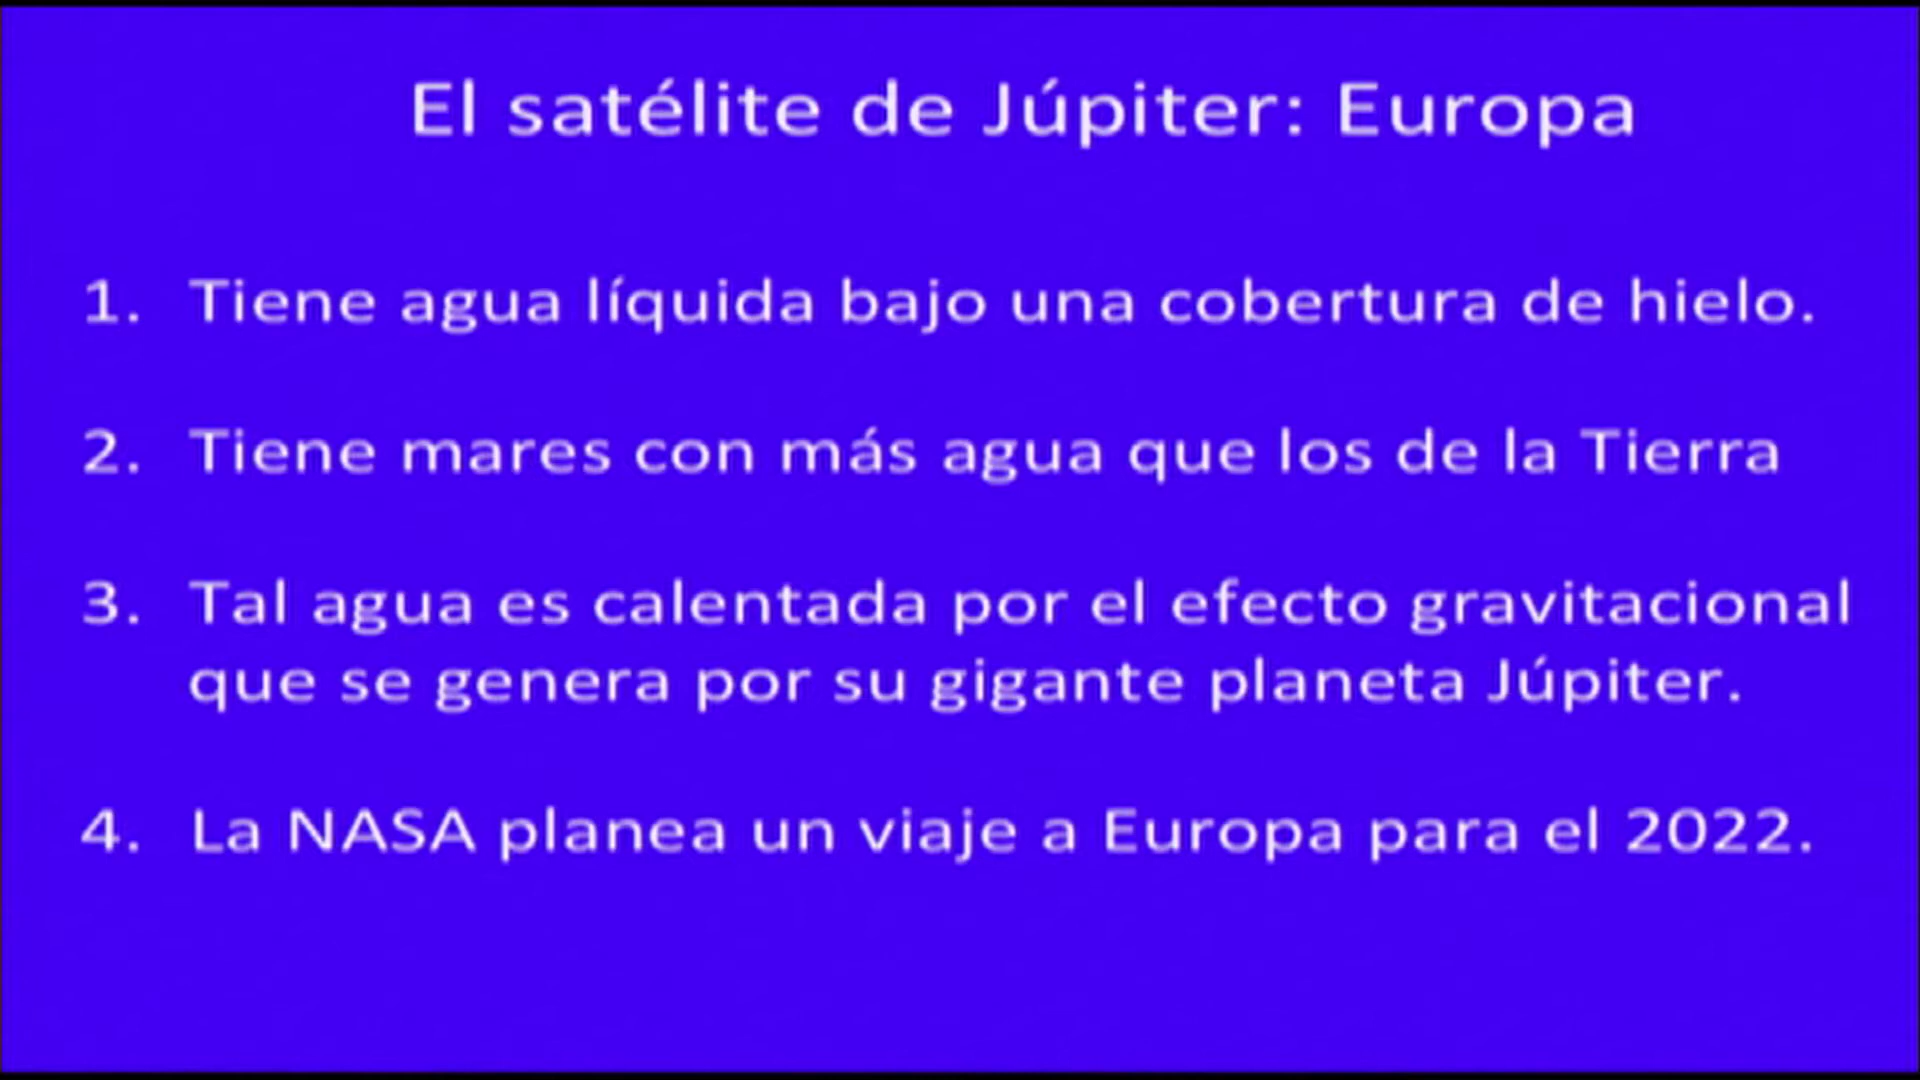 El satélite de Júpiter: Europa
1. Tiene agua líquida bajo una cobertura de hielo.
2. Tiene mares con más agua que los de la Tierra
3. Tal agua es calentada por el efecto gravitacional
que se genera por su gigante planeta Júpiter.
4. La NASA planea un viaje a Europa para el 2022.